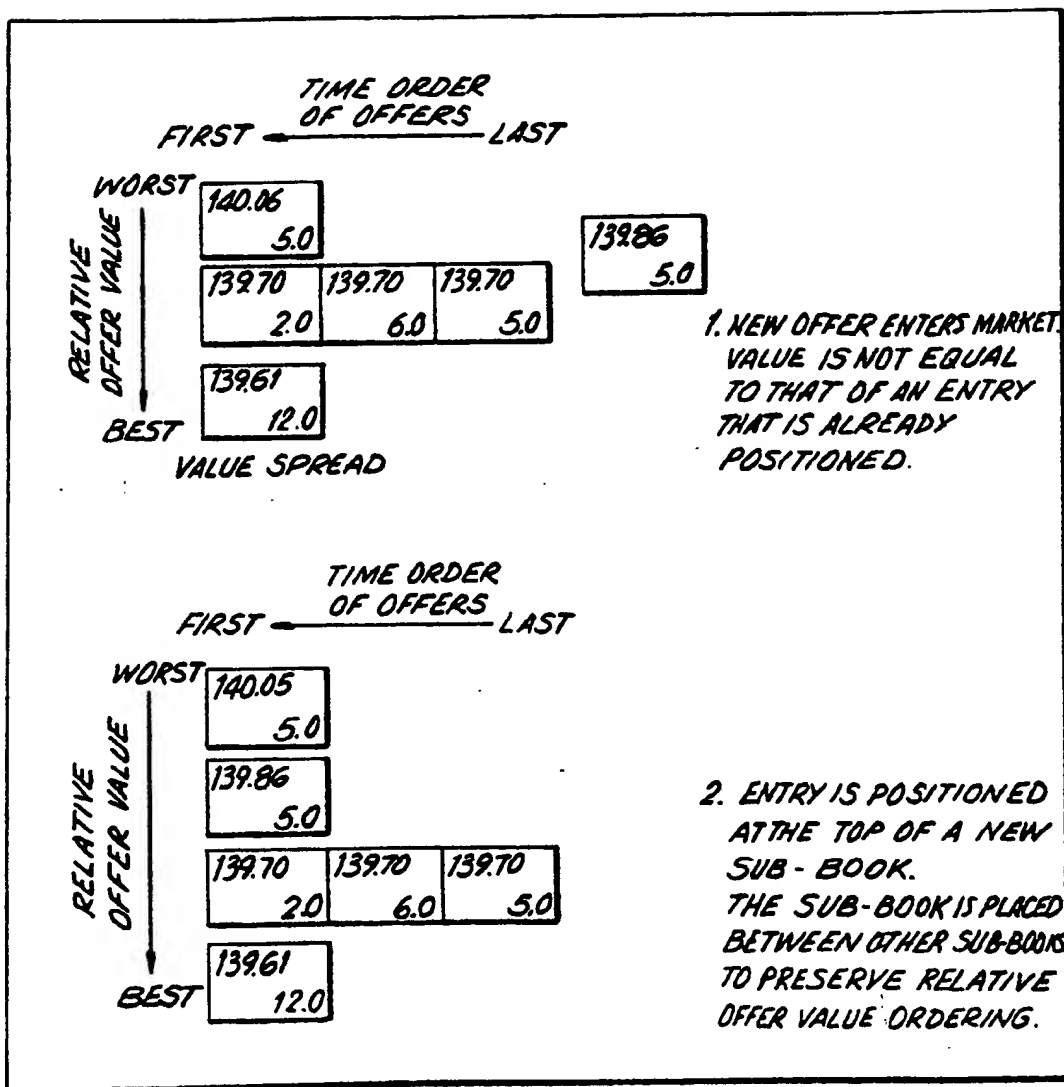 TIME ORDER
OF OFFERS
FIRST
LAST
WORST
RELATIVE
OFFER VALUE
BEST
140.06
5.0
139.86
5.0
139.70 139.70 139.70
2.0 6.0 5.0
139.61
12.0
VALUE SPREAD
1. NEW OFFER ENTERS MARKET.
VALUE IS NOT EQUAL
TO THAT OF AN ENTRY
THAT IS ALREADY
POSITIONED.
TIME ORDER
OF OFFERS
FIRST
LAST
WORST
RELATIVE
OFFER VALUE
BEST
140.05
5.0
139.86
5.0
139.70 139.70 139.70
2.0 6.0 5.0
139.61
12.0
2. ENTRY IS POSITIONED
AT THE TOP OF A NEW
SUB-BOOK.
THE SUB-BOOK IS PLACED
BETWEEN OTHER SUB-BOOKS
TO PRESERVE RELATIVE
OFFER VALUE ORDERING.